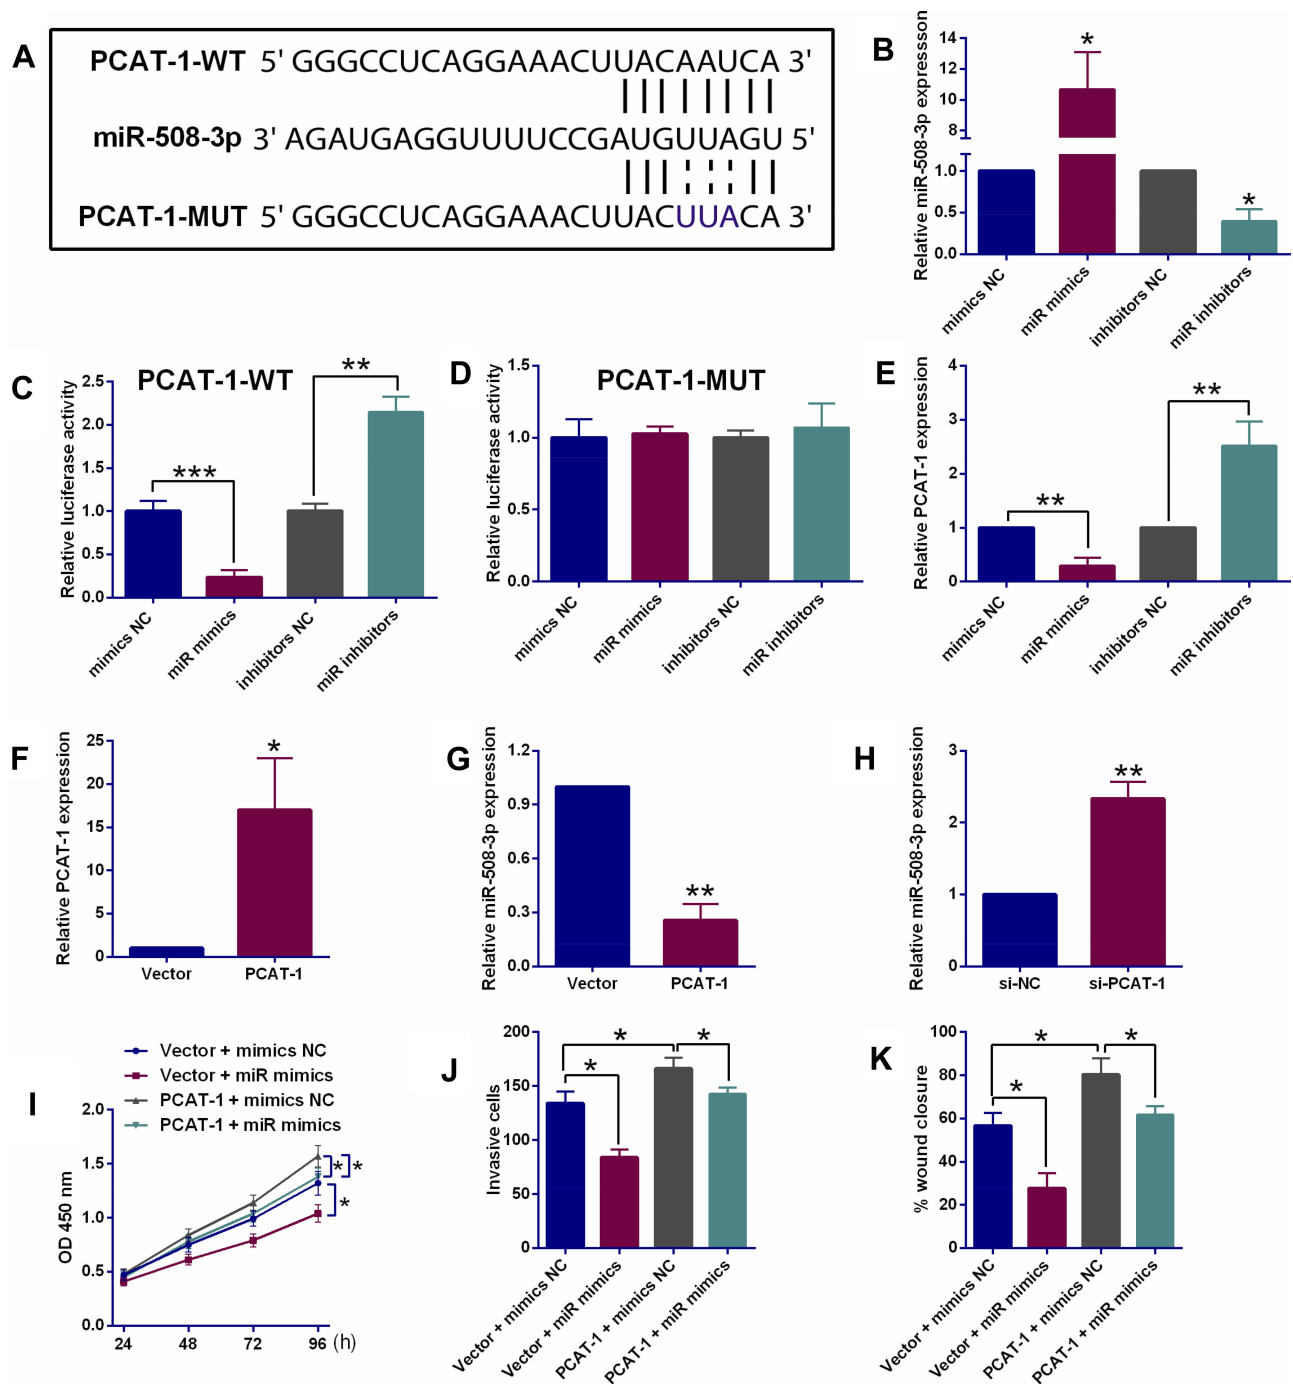 A
PCAT-1-WT 5' GGGCCUCAGGAAACUUACAAUCA 3'
miR-508-3p 3' AGAUGAGGUUUUCCGAUGUUAGU 5'
PCAT-1-MUT 5' GGGCCUCAGGAAACUUACUUACA 3'
B
Relative miR-508-3p expresssion
14
12
10
8
1.0
0.5
0.0
*
*
mimics NC
miR mimics
inhibitors NC
miR inhibitors
C
PCAT-1-WT
Relative luciferase activity
2.5
2.0
1.5
1.0
0.5
0.0
***
**
mimics NC
miR mimics
inhibitors NC
miR inhibitors
D
PCAT-1-MUT
Relative luciferase activity
1.5
1.0
0.5
0.0
mimics NC
miR mimics
inhibitors NC
miR inhibitors
E
Relative PCAT-1 expression
4
3
2
1
0
**
**
mimics NC
miR mimics
inhibitors NC
miR inhibitors
F
Relative PCAT-1 expression
25
20
15
10
5
0
*
Vector
PCAT-1
G
Relative miR-508-3p expression
1.2
0.9
0.6
0.3
0.0
**
Vector
PCAT-1
H
Relative miR-508-3p expression
3
2
1
0
**
si-NC
si-PCAT-1
I
Vector + mimics NC
Vector + miR mimics
PCAT-1 + mimics NC
PCAT-1 + miR mimics
OD 450 nm
2.0
1.5
1.0
0.5
0.0
* *
*
24 48 72 96 (h)
J
Invasive cells
200
150
100
50
0
*
*
*
Vector + mimics NC
Vector + miR mimics
PCAT-1 + mimics NC
PCAT-1 + miR mimics
K
% wound closure
100
80
60
40
20
0
*
*
*
Vector + mimics NC
Vector + miR mimics
PCAT-1 + mimics NC
PCAT-1 + miR mimics